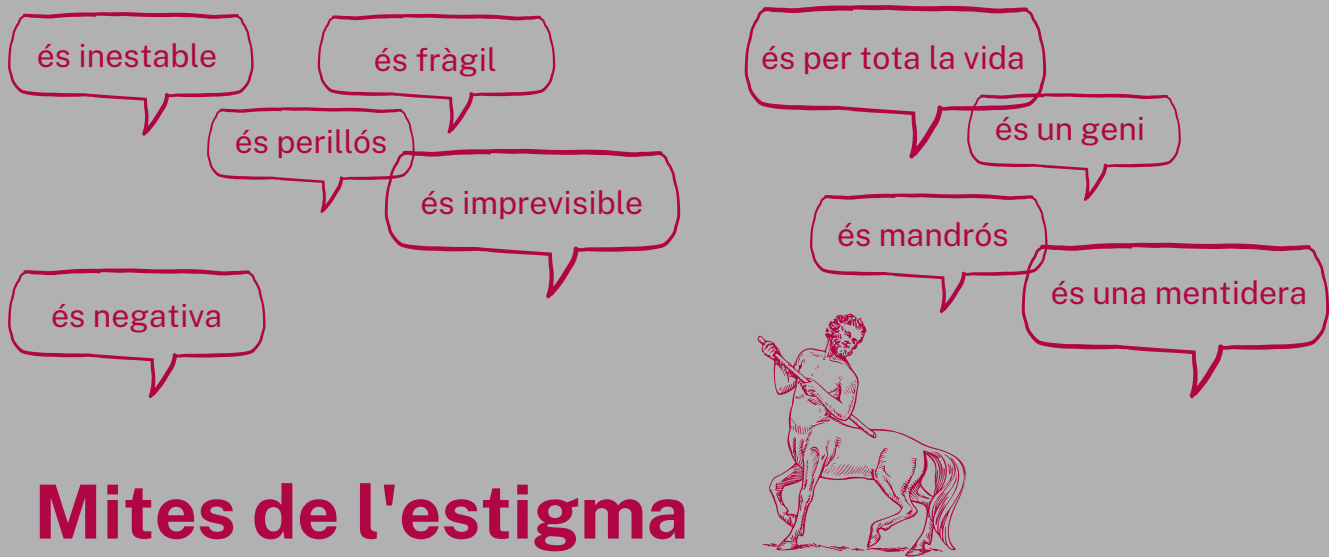 és inestable
és fràgil
és per tota la vida
és perillós
és un geni
és imprevisible
és mandrós
és negativa
és una mentidera
Mites de l'estigma